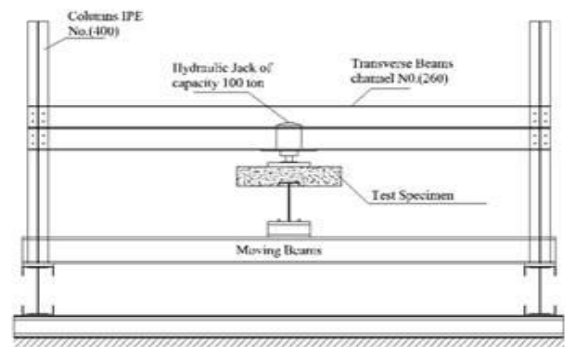 Columns IPE
No.(400)
Hydraulic Jack of
capacity 100 ton
Transverse Beams
channel N0.(260)
Test Specimen
Moving Beams